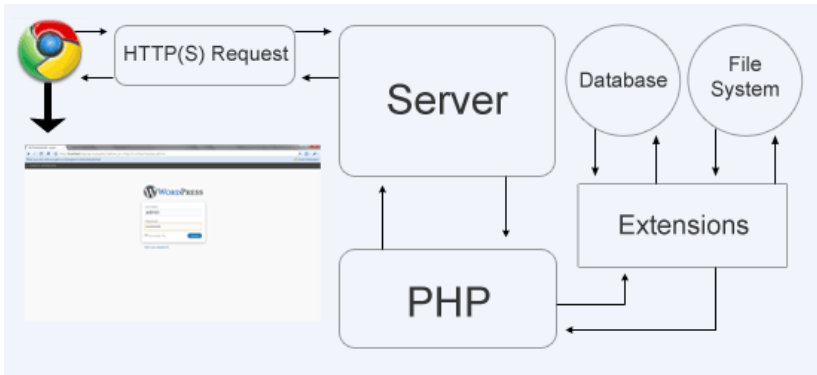 HTTP(S) Request
Server
Database
File
System
Extensions
PHP
WORDPRESS